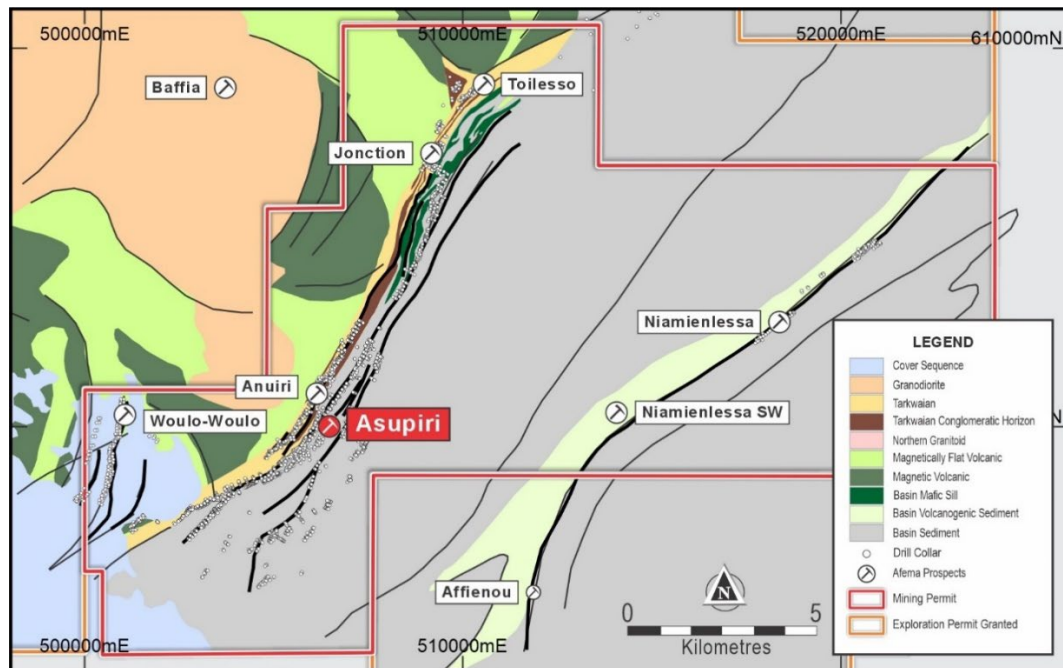 500000mE
510000mE
520000mE
610000mN
Baffia
Toilesso
Jonction
Niamienlessa
Anuiri
Woulo-Woulo
Asupiri
Niamienlessa SW
Affienou
N
0 5
Kilometres
500000mE
510000mE
LEGEND
Cover Sequence
Granodiorite
Tarkwaian
Tarkwaian Conglomeratic Horizon
Northern Granitoid
Magnetically Flat Volcanic
Magnetic Volcanic
Basin Mafic Sill
Basin Volcanogenic Sediment
Basin Sediment
Drill Collar
Afema Prospects
Mining Permit
Exploration Permit Granted